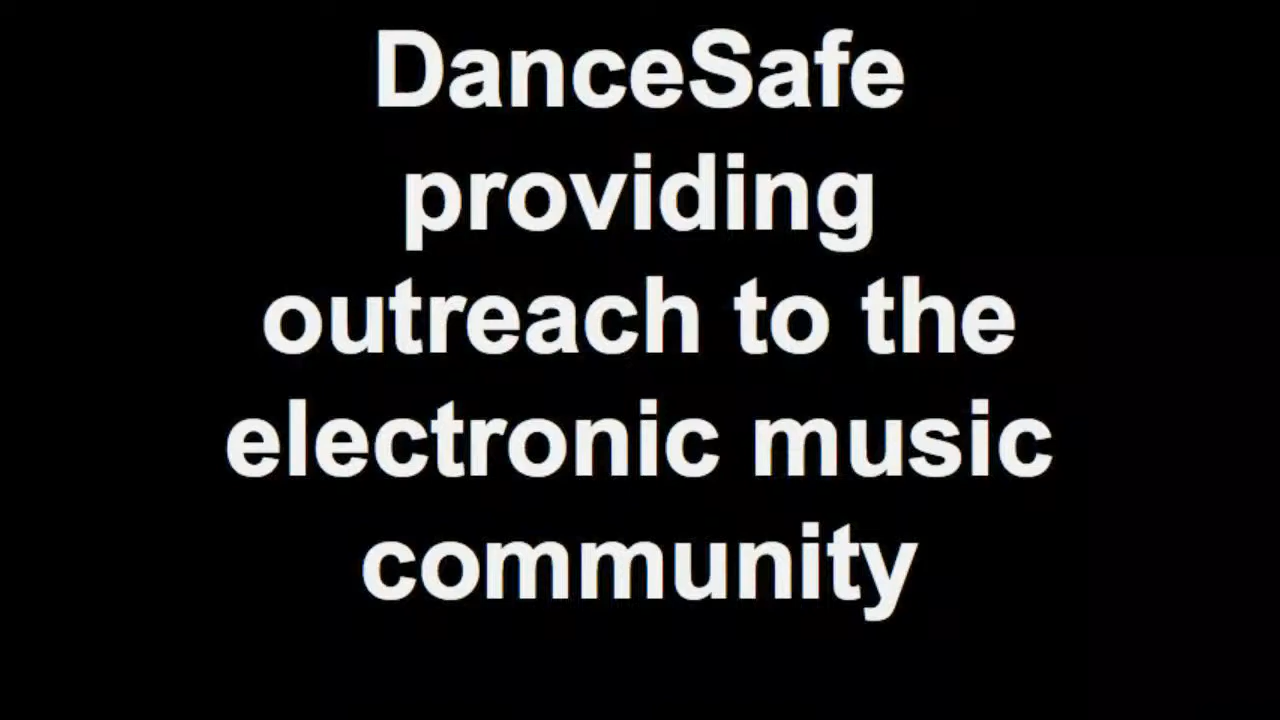 DanceSafe
providing
outreach to the
electronic music
community